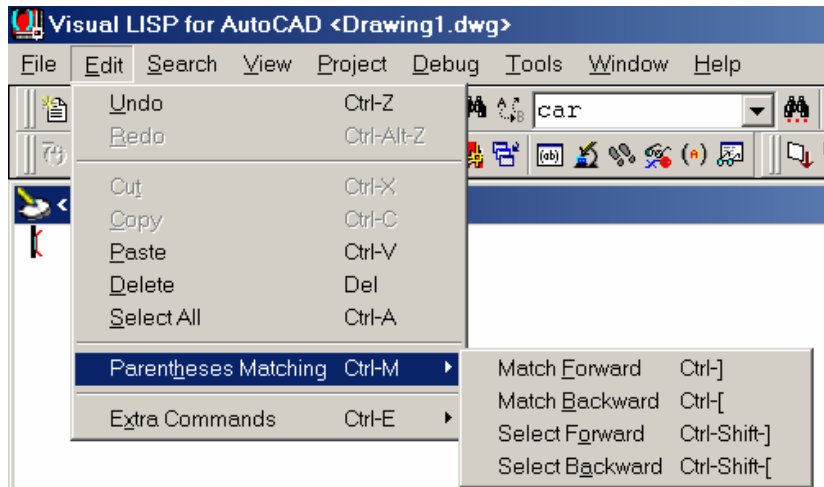 Visual LISP for AutoCAD <Drawing1.dwg>
File Edit Search View Project Debug Tools Window Help
car
Undo Ctrl-Z
Redo Ctrl-Alt-Z
Cut Ctrl-X
Copy Ctrl-C
Paste Ctrl-V
Delete Del
Select All Ctrl-A
Parentheses Matching Ctrl-M
Extra Commands Ctrl-E
Match Forward Ctrl-]
Match Backward Ctrl-[
Select Forward Ctrl-Shift-]
Select Backward Ctrl-Shift-[